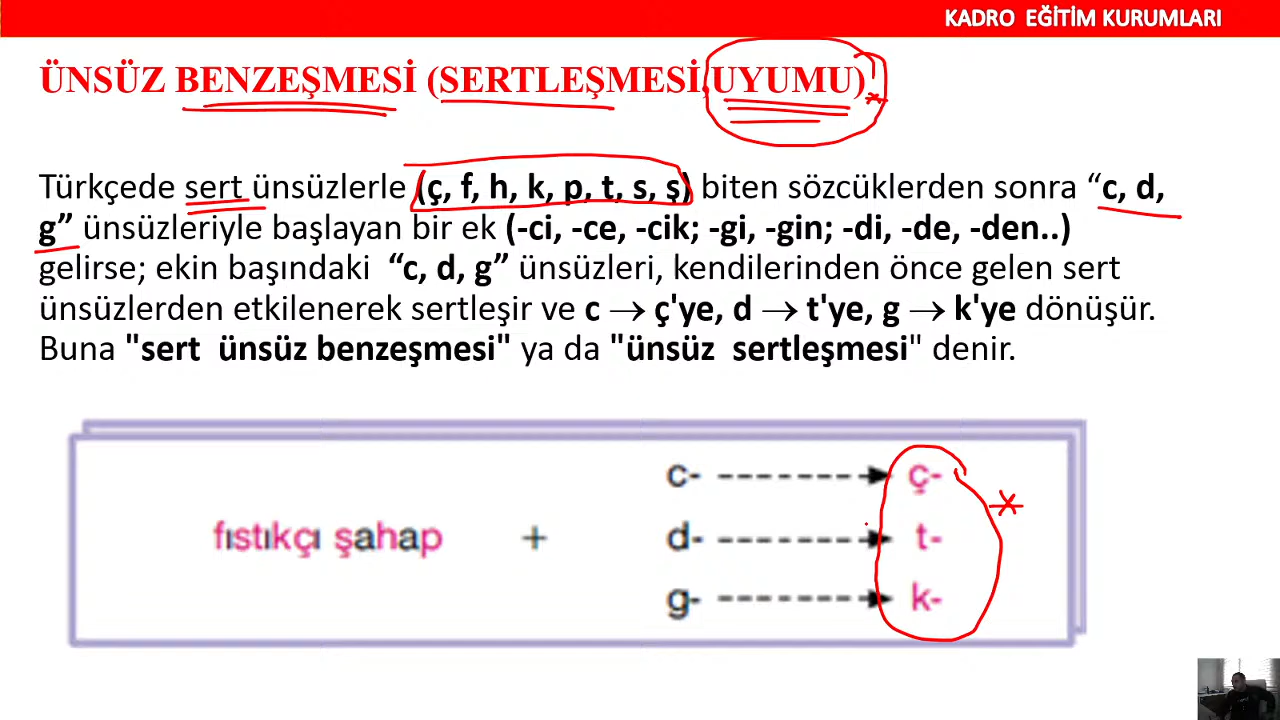 KADRO EĞİTİM KURUMLARI
ÜNSÜZ BENZEŞMESİ (SERTLEŞMESİ,UYUMU)
Türkçede sert ünsüzlerle (ç, f, h, k, p, t, s, ş) biten sözcüklerden sonra “c, d,
g” ünsüzleriyle başlayan bir ek (-ci, -ce, -cik; -gi, -gin; -di, -de, -den..)
gelirse; ekin başındaki “c, d, g” ünsüzleri, kendilerinden önce gelen sert
ünsüzlerden etkilenerek sertleşir ve c → ç'ye, d → t'ye, g → k'ye dönüşür.
Buna "sert ünsüz benzeşmesi" ya da "ünsüz sertleşmesi" denir.
c- → ç-
fıstıkçı şahap + d- → t-
g- → k-